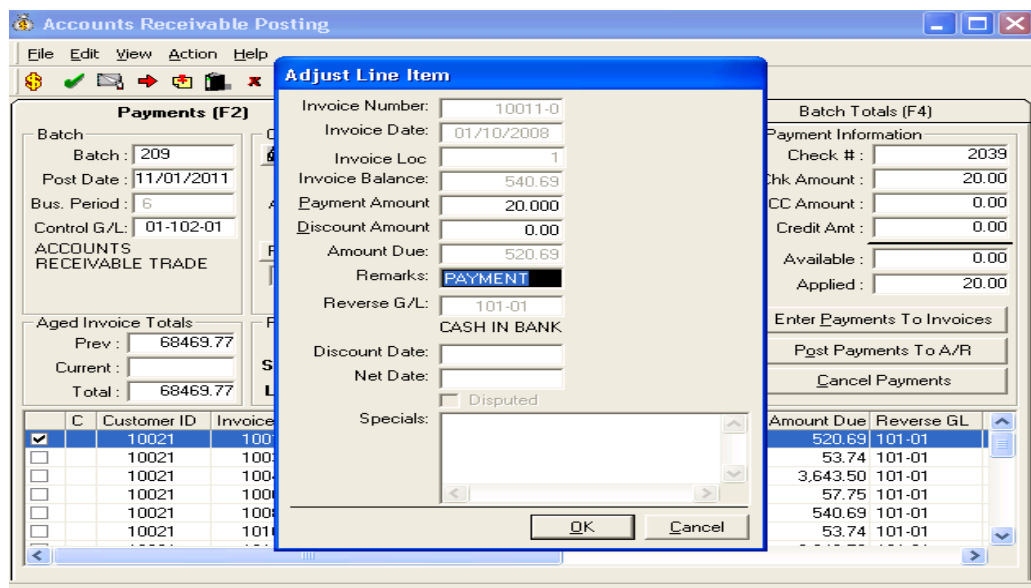 Accounts Receivable Posting
File Edit View Action Help
Payments (F2)
Batch Totals (F4)
Batch
Batch : 209
Post Date : 11/01/2011
Bus. Period : 6
Control G/L: 01-102-01
ACCOUNTS
RECEIVABLE TRADE
Aged Invoice Totals
Prev : 68469.77
Current :
Total : 68469.77
Adjust Line Item
Invoice Number: 10011-0
Invoice Date: 01/10/2008
Invoice Loc 1
Invoice Balance: 540.69
Payment Amount 20.000
Discount Amount 0.00
Amount Due: 520.69
Remarks: PAYMENT
Reverse G/L: 101-01
CASH IN BANK
Discount Date:
Net Date:
Disputed
Specials:
OK Cancel
Payment Information
Check # : 2039
Chk Amount : 20.00
CC Amount : 0.00
Credit Amt : 0.00
Available : 0.00
Applied : 20.00
Enter Payments To Invoices
Post Payments To A/R
Cancel Payments
C Customer ID Invoice Amount Due Reverse GL
10021 520.69 101-01
10021 53.74 101-01
10021 3,643.50 101-01
10021 57.75 101-01
10021 540.69 101-01
10021 53.74 101-01